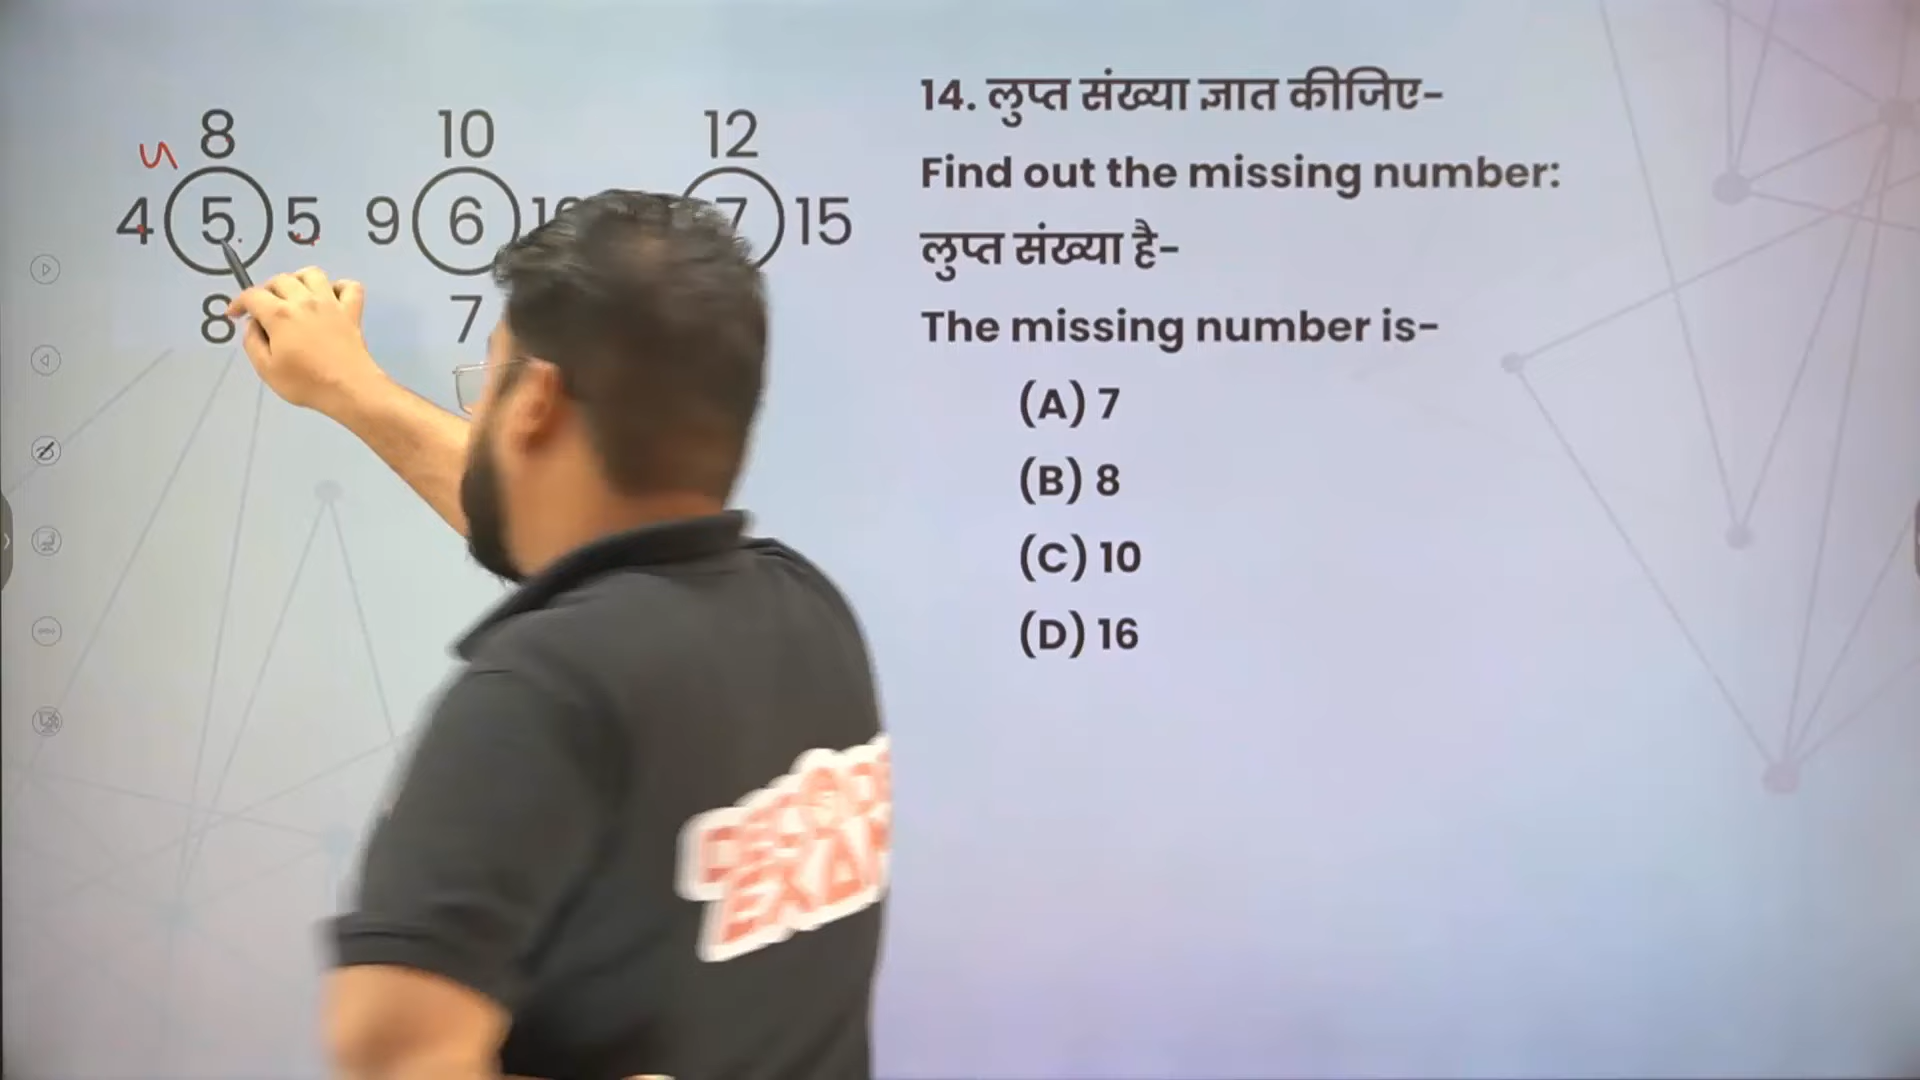 8 10 12
4 5 5 9 6 7 15
8 7
14. लुप्त संख्या ज्ञात कीजिए-
Find out the missing number:
लुप्त संख्या है-
The missing number is-
(A) 7
(B) 8
(C) 10
(D) 16